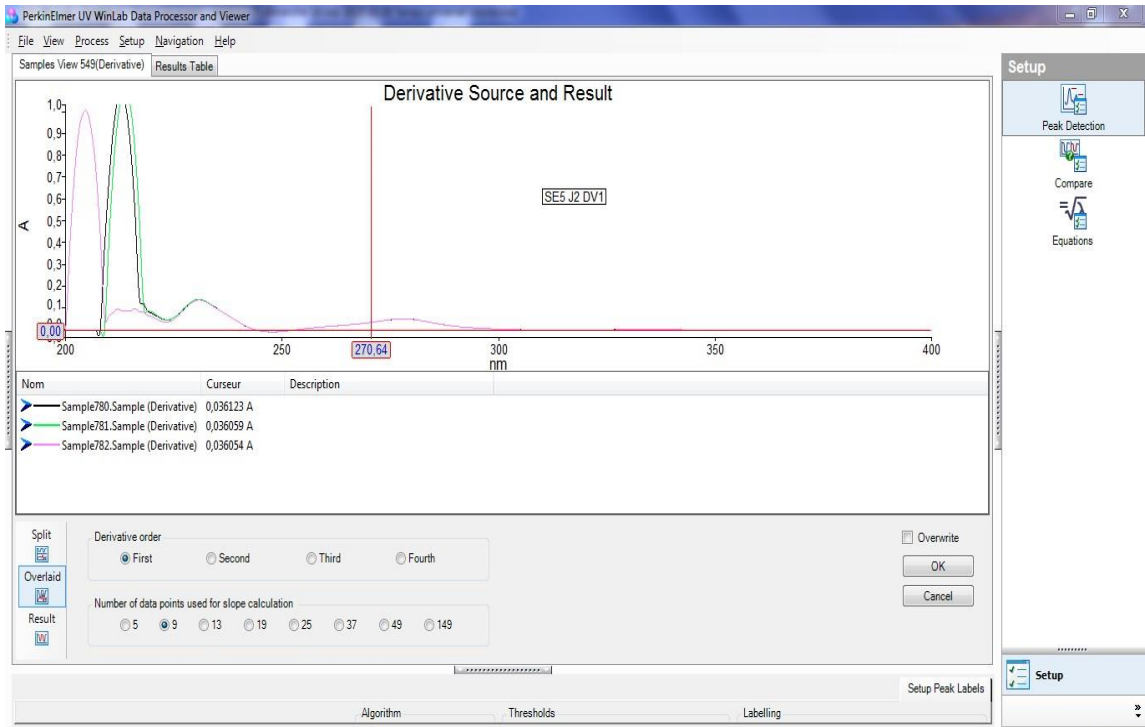 PerkinElmer UV WinLab Data Processor and Viewer
File View Process Setup Navigation Help
Samples View 549(Derivative) Results Table
Derivative Source and Result
1,0
0,9
0,8
0,7
0,6
0,5
0,4
0,3
0,2
0,1
0,00
A
SE5 J2 DV1
200 250 270,64 300 350 400
nm
Nom Curseur Description
Sample780.Sample (Derivative) 0,036123 A
Sample781.Sample (Derivative) 0,036059 A
Sample782.Sample (Derivative) 0,036054 A
Split
Overlaid
Result
Derivative order
First Second Third Fourth
Number of data points used for slope calculation
5 9 13 19 25 37 49 149
Overwrite
OK
Cancel
Setup
Peak Detection
Compare
Equations
Setup
Setup Peak Labels
Algorithm Thresholds Labelling